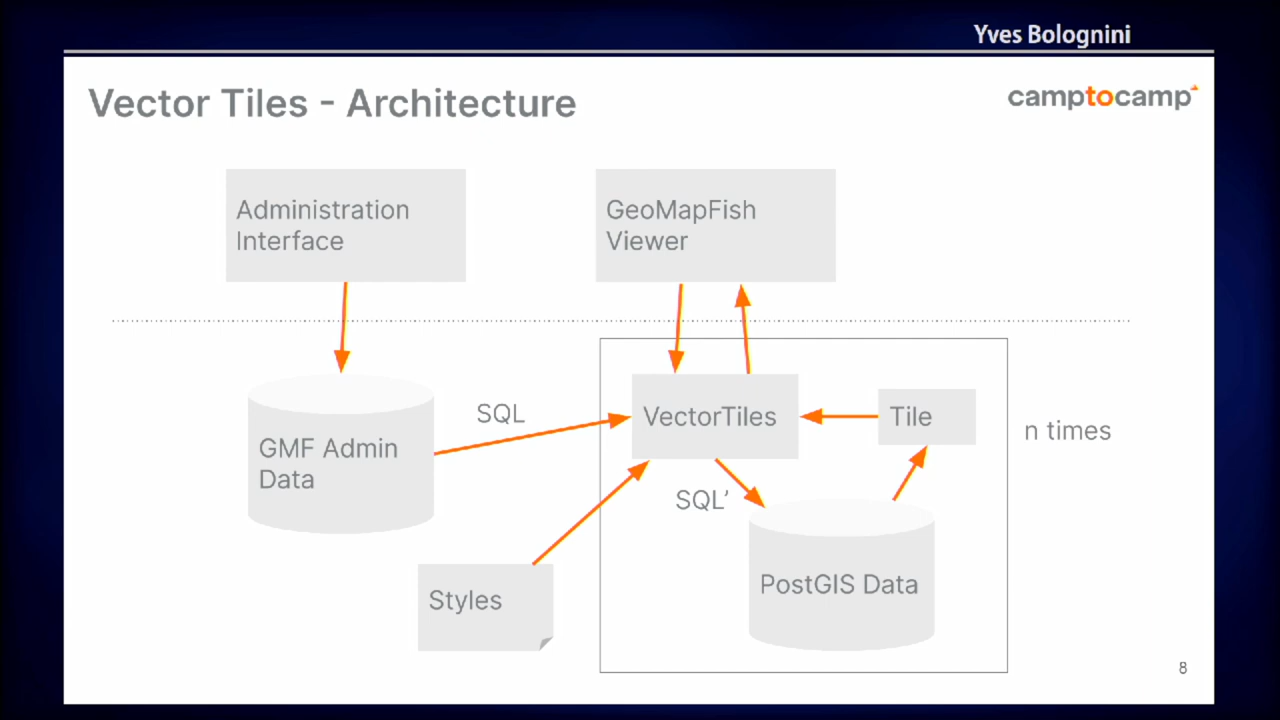 Yves Bolognini
Vector Tiles - Architecture
camptocamp
Administration
Interface
GeoMapFish
Viewer
SQL
VectorTiles
Tile
n times
GMF Admin
Data
SQL’
PostGIS Data
Styles
8